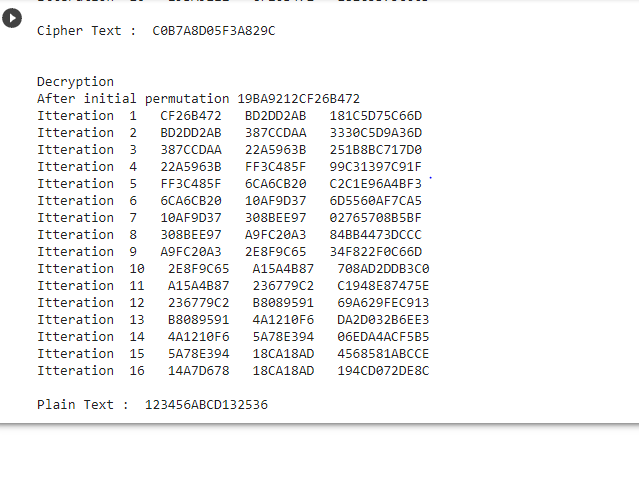 Cipher Text :  C0B7A8D05F3A829C
Decryption
After initial permutation 19BA9212CF26B472
Itteration  1   CF26B472   BD2DD2AB   181C5D75C66D
Itteration  2   BD2DD2AB   387CCDAA   3330C5D9A36D
Itteration  3   387CCDAA   22A5963B   251B8BC717D0
Itteration  4   22A5963B   FF3C485F   99C31397C91F
Itteration  5   FF3C485F   6CA6CB20   C2C1E96A4BF3
Itteration  6   6CA6CB20   10AF9D37   6D5560AF7CA5
Itteration  7   10AF9D37   308BEE97   02765708B5BF
Itteration  8   308BEE97   A9FC20A3   84BB4473DCCC
Itteration  9   A9FC20A3   2E8F9C65   34F822F0C66D
Itteration  10   2E8F9C65   A15A4B87   708AD2DDB3C0
Itteration  11   A15A4B87   236779C2   C1948E87475E
Itteration  12   236779C2   B8089591   69A629FEC913
Itteration  13   B8089591   4A1210F6   DA2D032B6EE3
Itteration  14   4A1210F6   5A78E394   06EDA4ACF5B5
Itteration  15   5A78E394   18CA18AD   4568581ABCCE
Itteration  16   14A7D678   18CA18AD   194CD072DE8C
Plain Text :  123456ABCD132536